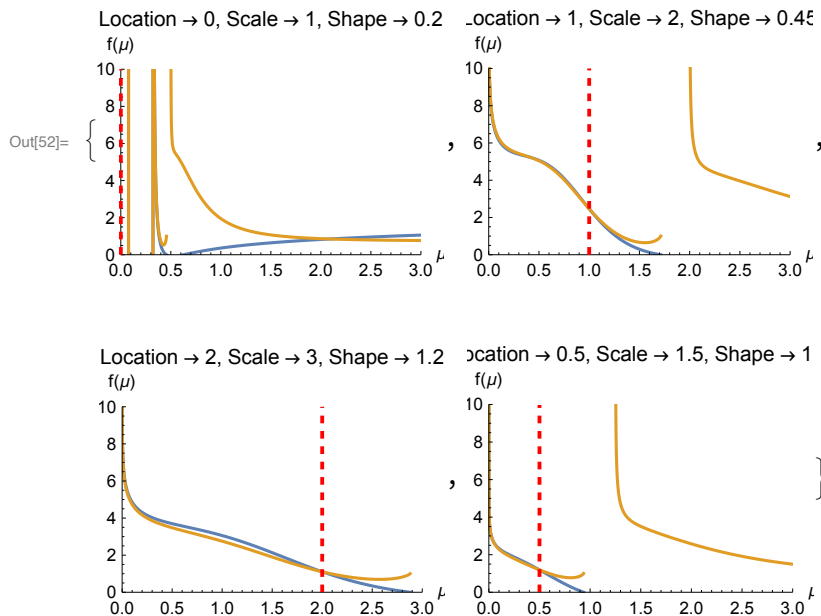 Location → 0, Scale → 1, Shape → 0.2
Location → 1, Scale → 2, Shape → 0.45
f(μ)
f(μ)
Out[52]=
{
10
8
6
4
2
0
0.0 0.5 1.0 1.5 2.0 2.5 3.0 μ
,
10
8
6
4
2
0
0.0 0.5 1.0 1.5 2.0 2.5 3.0 μ
,
Location → 2, Scale → 3, Shape → 1.2
ocation → 0.5, Scale → 1.5, Shape → 1
f(μ)
f(μ)
10
8
6
4
2
0
0.0 0.5 1.0 1.5 2.0 2.5 3.0 μ
,
10
8
6
4
2
0
0.0 0.5 1.0 1.5 2.0 2.5 3.0 μ
}